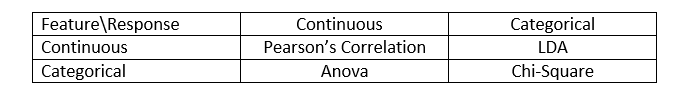 Feature\Response Continuous Categorical
Continuous Pearson’s Correlation LDA
Categorical Anova Chi-Square